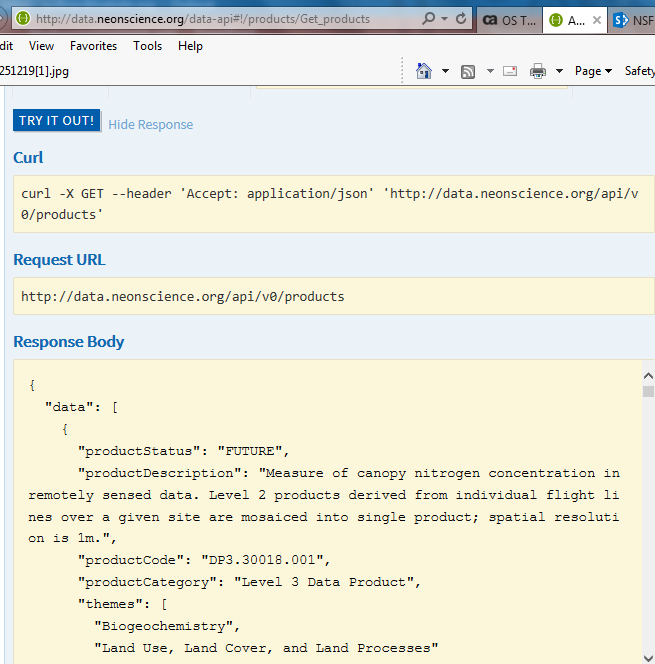 http://data.neonscience.org/data-api#!/products/Get_products
OS T...
A...
NSF
dit View Favorites Tools Help
251219[1].jpg
Page
Safety
TRY IT OUT! Hide Response
Curl
curl -X GET --header 'Accept: application/json' 'http://data.neonscience.org/api/v
0/products'
Request URL
http://data.neonscience.org/api/v0/products
Response Body
{
"data": [
{
"productStatus": "FUTURE",
"productDescription": "Measure of canopy nitrogen concentration in
remotely sensed data. Level 2 products derived from individual flight li
nes over a given site are mosaiced into single product; spatial resoluti
on is 1m.",
"productCode": "DP3.30018.001",
"productCategory": "Level 3 Data Product",
"themes": [
"Biogeochemistry",
"Land Use, Land Cover, and Land Processes"